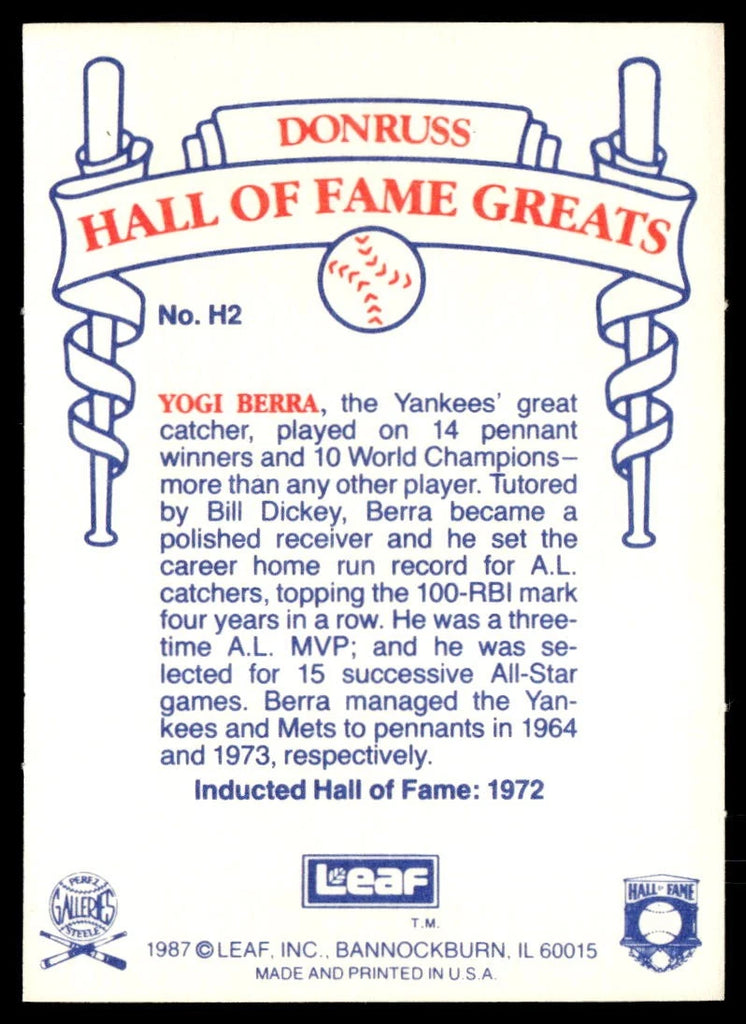 DONRUSS
HALL OF FAME GREATS
No. H2
YOGI BERRA, the Yankees' great
catcher, played on 14 pennant
winners and 10 World Champions—
more than any other player. Tutored
by Bill Dickey, Berra became a
polished receiver and he set the
career home run record for A.L.
catchers, topping the 100-RBI mark
four years in a row. He was a three-
time A.L. MVP; and he was se-
lected for 15 successive All-Star
games. Berra managed the Yan-
kees and Mets to pennants in 1964
and 1973, respectively.
Inducted Hall of Fame: 1972
Leaf
T.M.
PEREZ
GALLERIES
STEELE
HALL OF FAME
1987 © LEAF, INC., BANNOCKBURN, IL 60015
MADE AND PRINTED IN U.S.A.